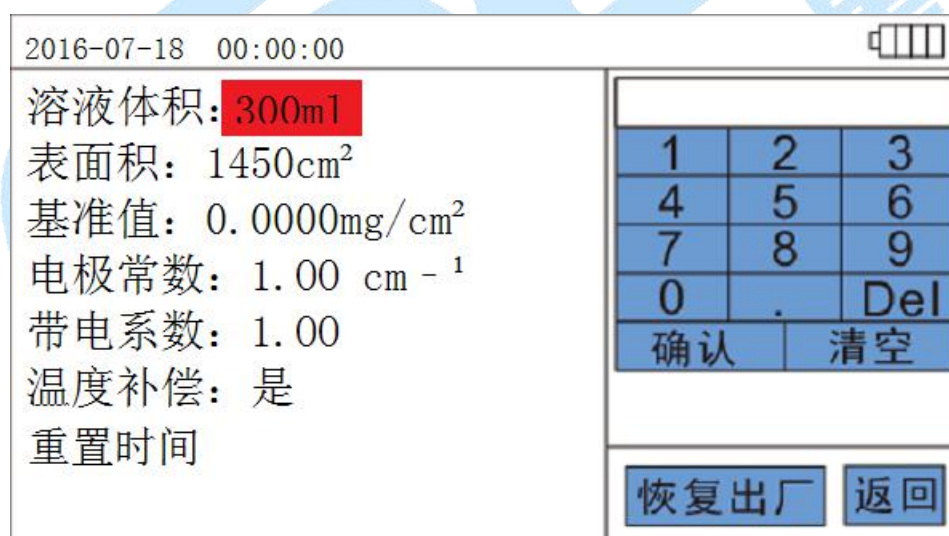 2016-07-18 00:00:00
溶液体积：300ml
表面积：1450cm²
基准值：0.0000mg/cm²
电极常数：1.00 cm-¹
带电系数：1.00
温度补偿：是
重置时间
1 2 3
4 5 6
7 8 9
0 . Del
确认 清空
恢复出厂 返回